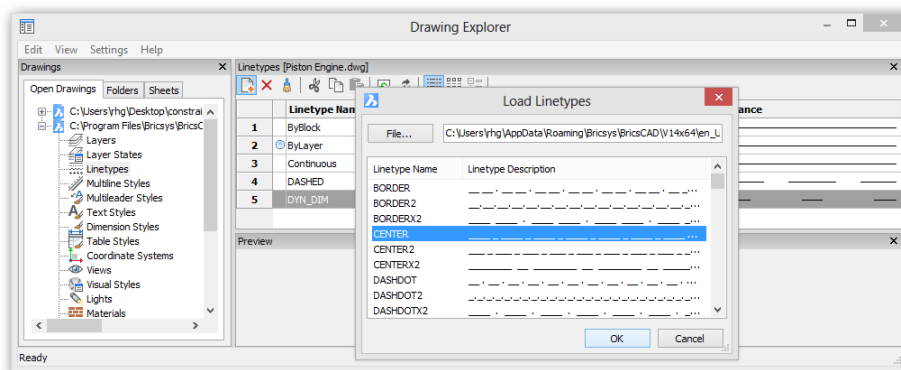 Drawing Explorer
Edit View Settings Help
Drawings
Open Drawings Folders Sheets
C:\Users\rhg\Desktop\constrai
C:\Program Files\Bricsys\BricsC
Layers
Layer States
Linetypes
Multiline Styles
Multileader Styles
Text Styles
Dimension Styles
Table Styles
Coordinate Systems
Views
Visual Styles
Lights
Materials
Ready
Linetypes [Piston Engine.dwg]
Linetype Nam
1 ByBlock
2 ByLayer
3 Continuous
4 DASHED
5 DYN_DIM
Preview
Load Linetypes
File... C:\Users\rhg\AppData\Roaming\Bricsys\BricsCAD\V14x64\en_U
Linetype Name Linetype Description
BORDER
BORDER2
BORDERX2
CENTER
CENTER2
CENTERX2
DASHDOT
DASHDOT2
DASHDOTX2
OK Cancel